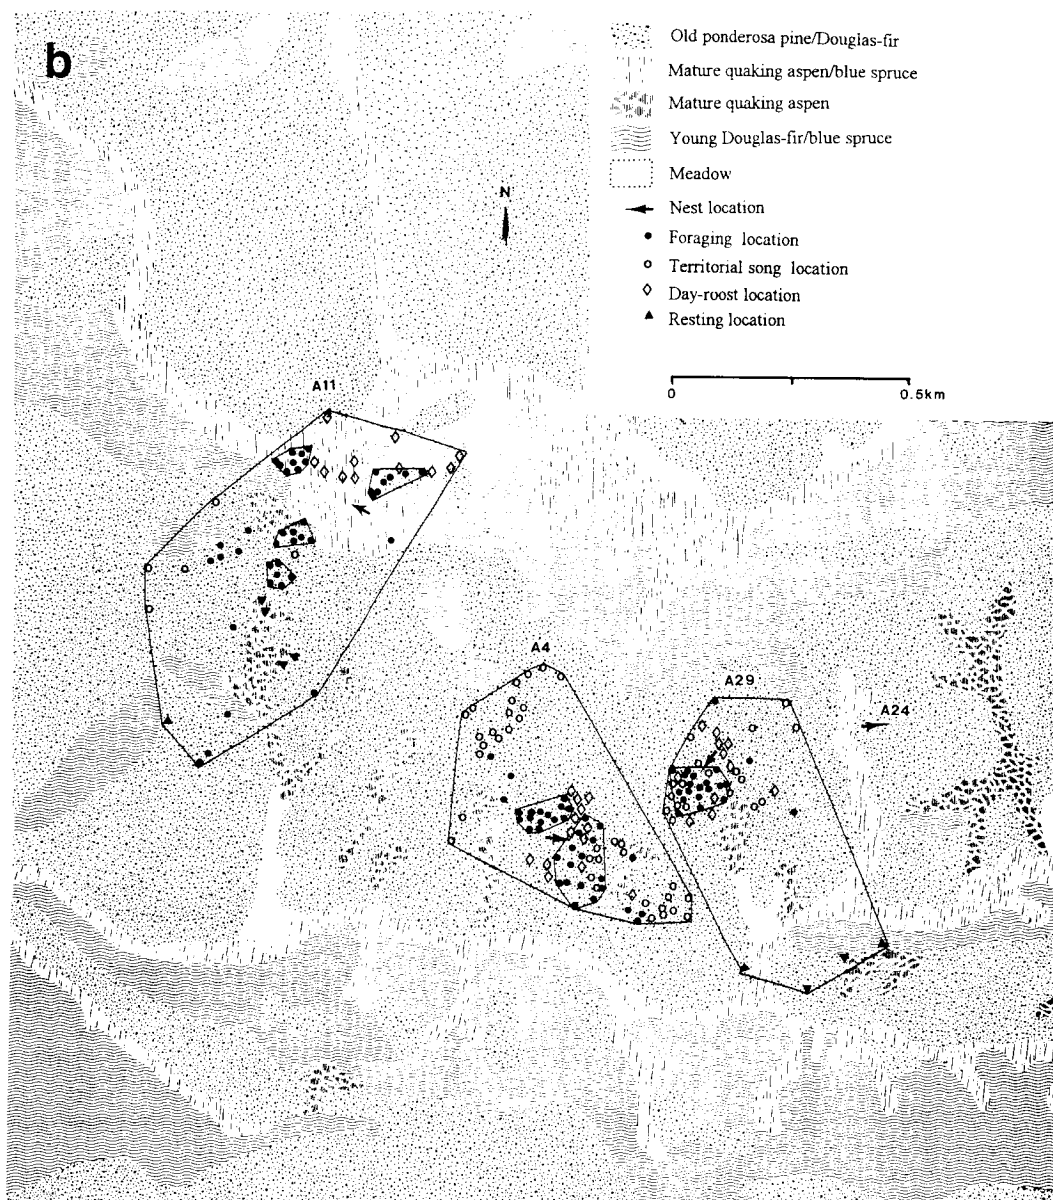 b
Old ponderosa pine/Douglas-fir
Mature quaking aspen/blue spruce
Mature quaking aspen
Young Douglas-fir/blue spruce
Meadow
Nest location
Foraging location
Territorial song location
Day-roost location
Resting location
N
0 0.5km
A11
A4
A29
A24